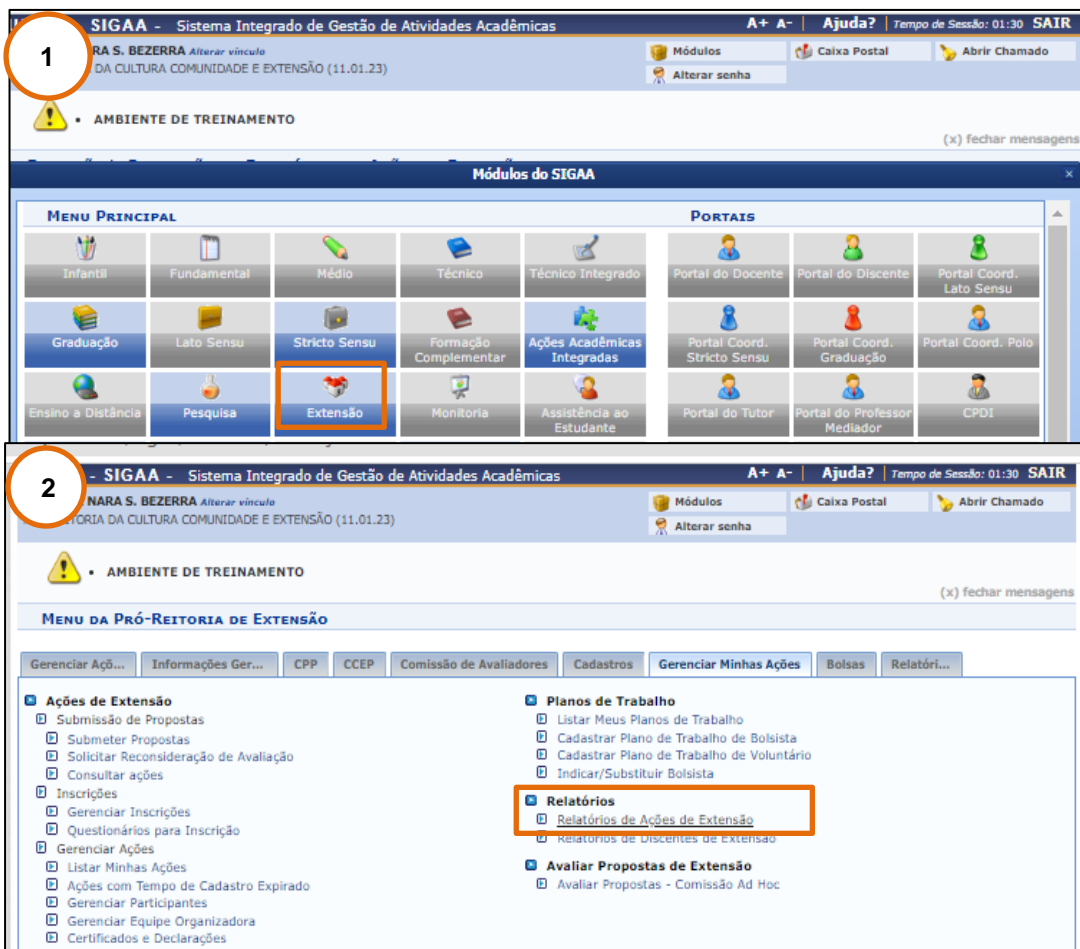 SIGAA - Sistema Integrado de Gestão de Atividades Acadêmicas A+ A- | Ajuda? | Tempo de Sessão: 01:30 SAIR
1
RA S. BEZERRA Alterar vínculo
DA CULTURA COMUNIDADE E EXTENSÃO (11.01.23)
Módulos Caixa Postal Abrir Chamado
Alterar senha
• AMBIENTE DE TREINAMENTO
(x) fechar mensagens
Módulos do SIGAA ×
MENU PRINCIPAL PORTAIS
Infantil Fundamental Médio Técnico Técnico Integrado Portal do Docente Portal do Discente Portal Coord. Lato Sensu
Graduação Lato Sensu Stricto Sensu Formação Complementar Ações Acadêmicas Integradas Portal Coord. Stricto Sensu Portal Coord. Graduação Portal Coord. Polo
Ensino a Distância Pesquisa Extensão Monitoria Assistência ao Estudante Portal do Tutor Portal do Professor Mediador CPDI
2
- SIGAA - Sistema Integrado de Gestão de Atividades Acadêmicas A+ A- | Ajuda? | Tempo de Sessão: 01:30 SAIR
NARA S. BEZERRA Alterar vínculo
TORIA DA CULTURA COMUNIDADE E EXTENSÃO (11.01.23)
Módulos Caixa Postal Abrir Chamado
Alterar senha
• AMBIENTE DE TREINAMENTO
(x) fechar mensagens
MENU DA PRÓ-REITORIA DE EXTENSÃO
Gerenciar Açõ... Informações Ger... CPP CCEP Comissão de Avaliadores Cadastros Gerenciar Minhas Ações Bolsas Relatóri...
Ações de Extensão
Submissão de Propostas
Submeter Propostas
Solicitar Reconsideração de Avaliação
Consultar ações
Inscrições
Gerenciar Inscrições
Questionários para Inscrição
Gerenciar Ações
Listar Minhas Ações
Ações com Tempo de Cadastro Expirado
Gerenciar Participantes
Gerenciar Equipe Organizadora
Certificados e Declarações
Planos de Trabalho
Listar Meus Planos de Trabalho
Cadastrar Plano de Trabalho de Bolsista
Cadastrar Plano de Trabalho de Voluntário
Indicar/Substituir Bolsista
Relatórios
Relatórios de Ações de Extensão
Relatórios de Discentes de Extensão
Avaliar Propostas de Extensão
Avaliar Propostas - Comissão Ad Hoc